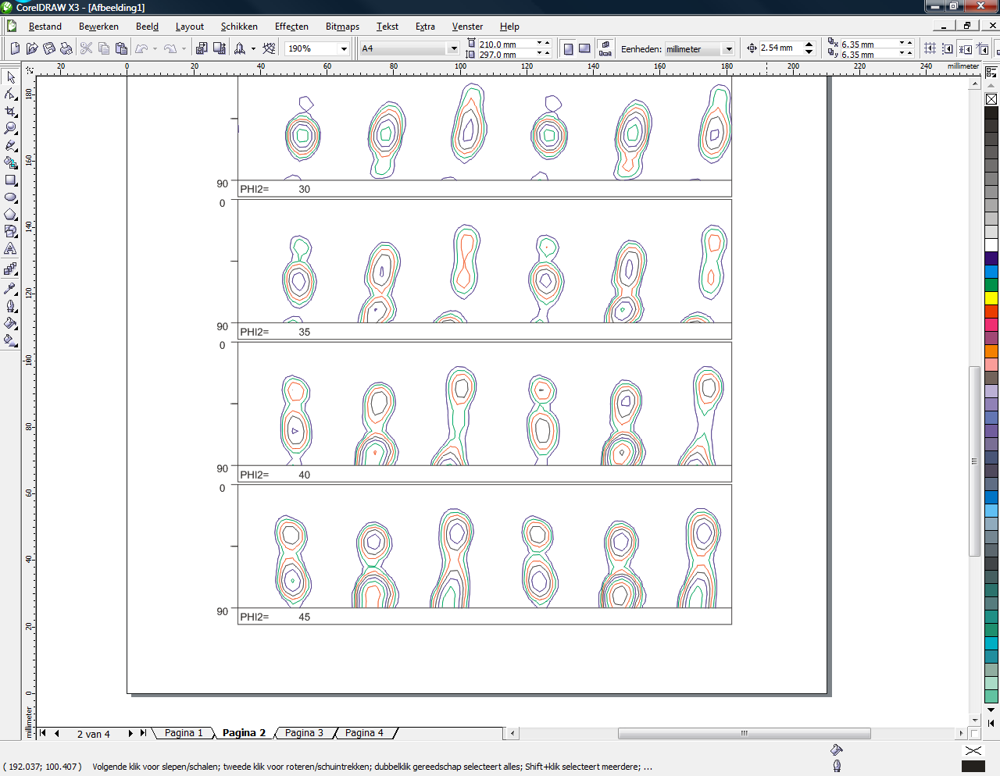 CorelDRAW X3 - [Afbeelding1]
Bestand Bewerken Beeld Layout Schikken Effecten Bitmaps Tekst Extra Venster Help
190% A4 210.0 mm 297.0 mm Eenheden: millimeter 2.54 mm 6.35 mm 6.35 mm
20 0 20 40 60 80 100 120 140 160 180 200 220 240 millimeter
180
160
140
120
100
80
60
40
20
0
millimeter
90
PHI2= 30
0
90
PHI2= 35
0
90
PHI2= 40
0
90
PHI2= 45
2 van 4 Pagina 1 Pagina 2 Pagina 3 Pagina 4
( 192.037; 100.407 ) Volgende klik voor slepen/schalen; tweede klik voor roteren/schuintrekken; dubbelklik gereedschap selecteert alles; Shift+klik selecteert meerdere; ...